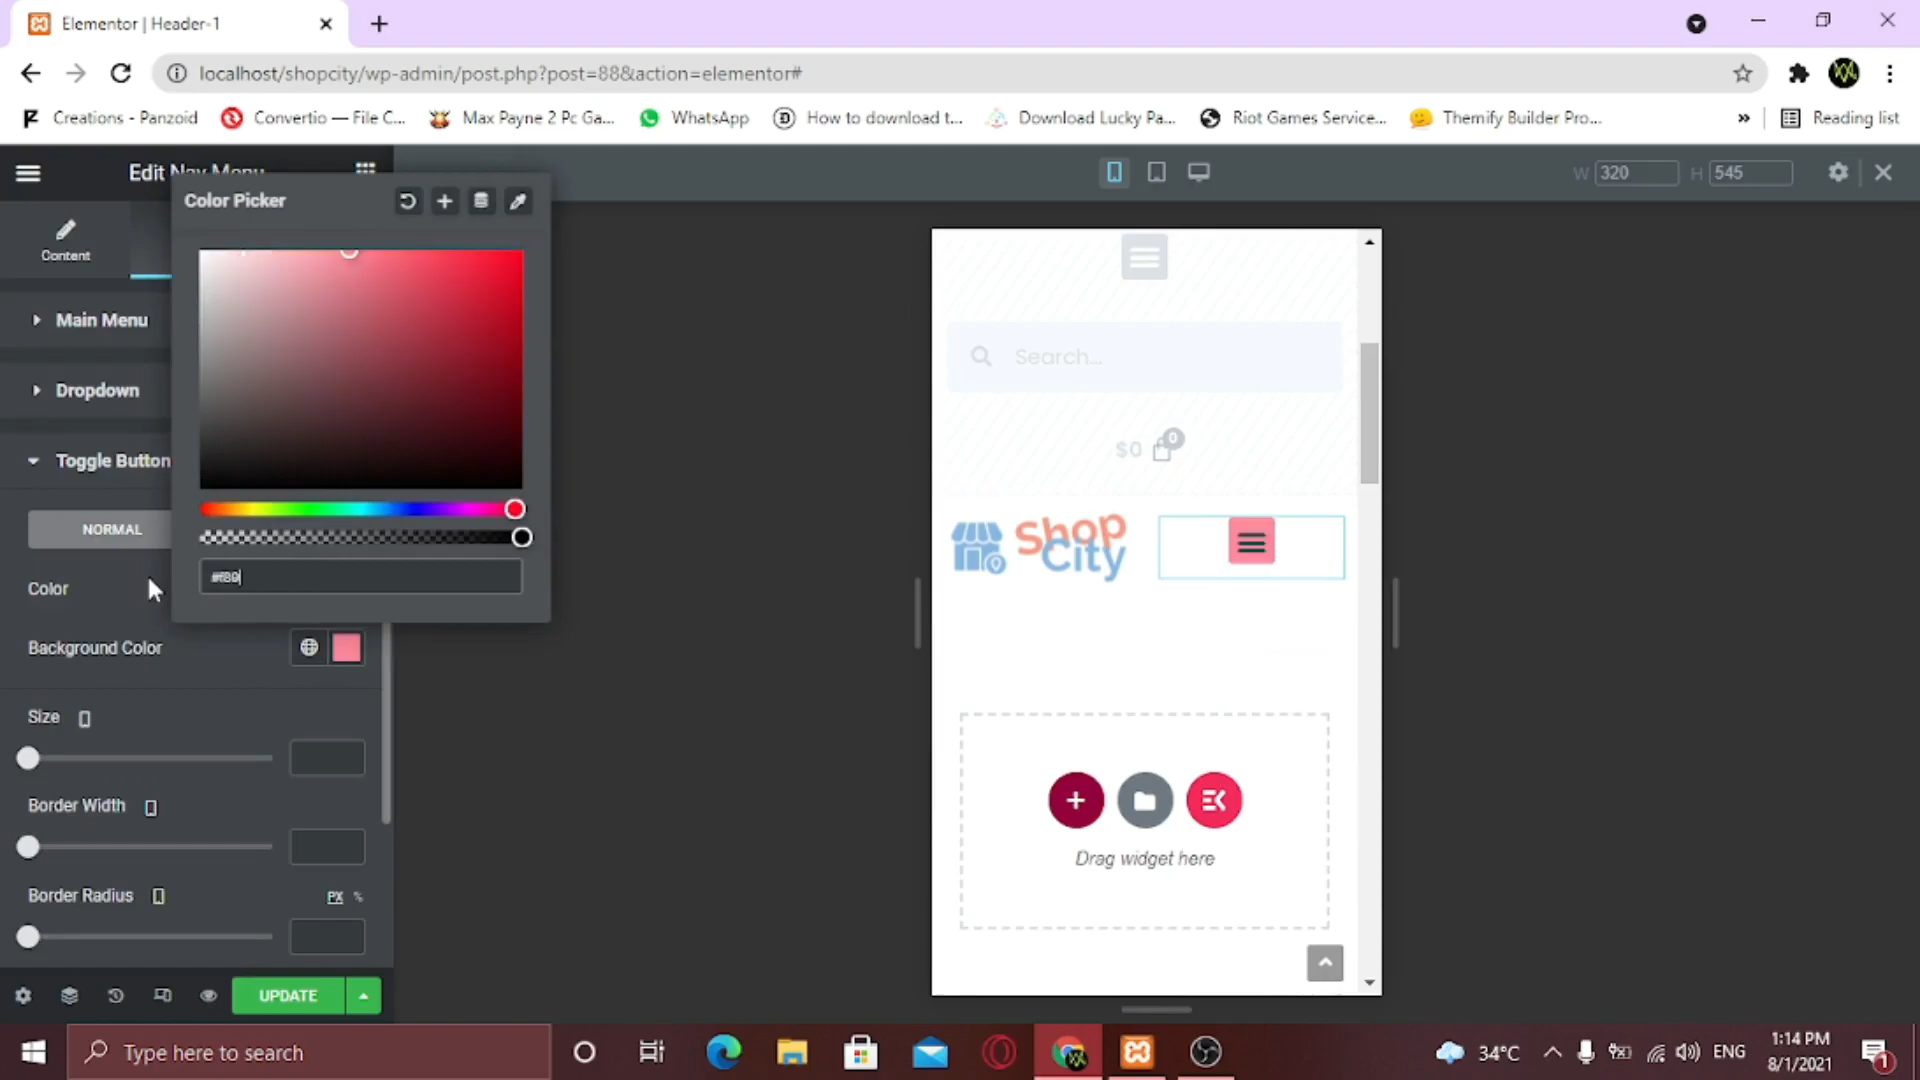 Elementor | Header-1
localhost/shopcity/wp-admin/post.php?post=88&action=elementor#
Creations - Panzoid
Convertio — File C...
Max Payne 2 Pc Ga...
WhatsApp
How to download t...
Download Lucky Pa...
Riot Games Service...
Themify Builder Pro...
»
Reading list
Edit Nav Menu
W 320 H 545
Color Picker
Content
Main Menu
Dropdown
Toggle Button
NORMAL
Color
#f89
Background Color
Size
Border Width
Border Radius
PX %
UPDATE
Search...
$0 0
Shop
City
Drag widget here
Type here to search
34°C
ENG
1:14 PM
8/1/2021
1